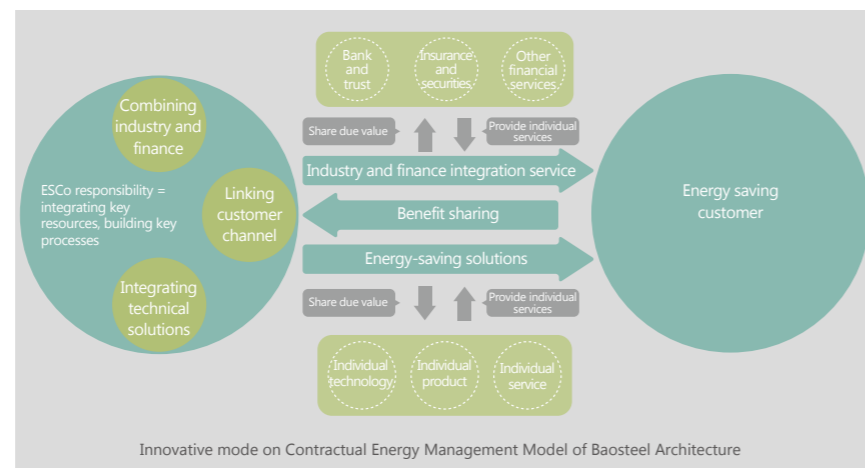 Bank
and
trust
Insurance
and
securities
Other
financial
services
Combining
industry and
finance
Share due value
Provide individual
services
Industry and finance integration service
ESCo responsibility =
integrating key
resources, building key
processes
Linking
customer
channel
Benefit sharing
Energy saving
customer
Energy-saving solutions
Integrating
technical
solutions
Share due value
Provide individual
services
Individual
technology
Individual
product
Individual
service
Innovative mode on Contractual Energy Management Model of Baosteel Architecture